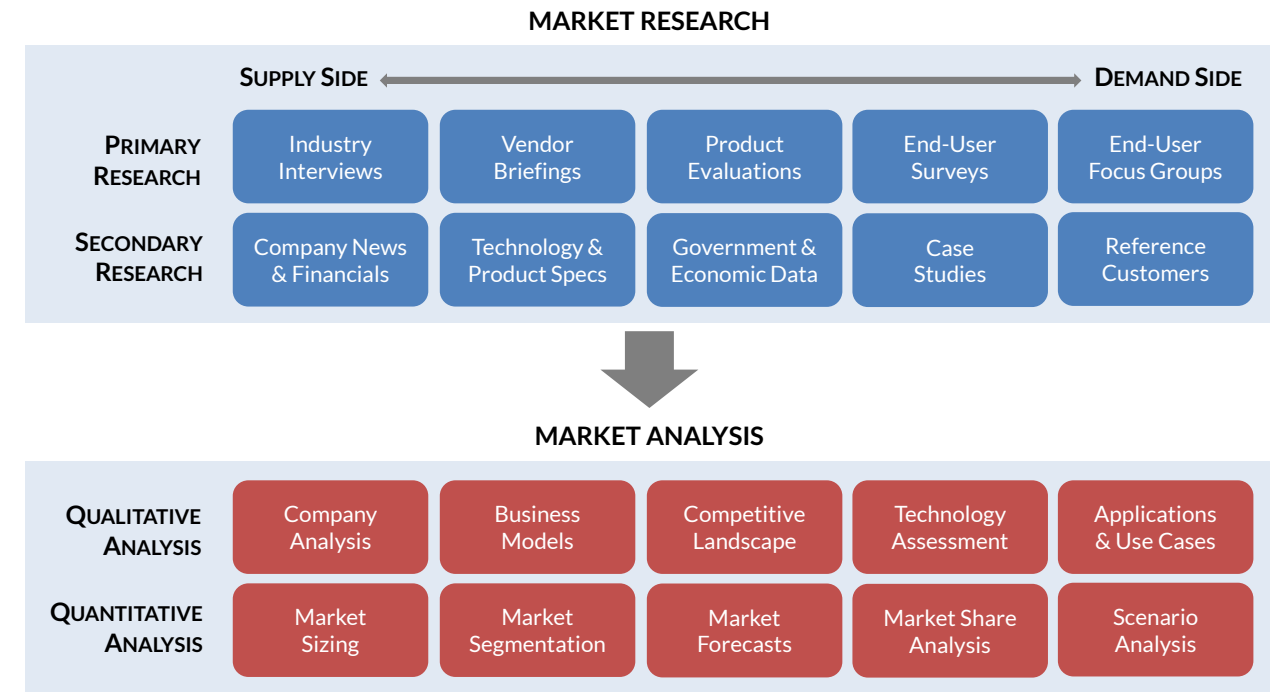 MARKET RESEARCH
SUPPLY SIDE
DEMAND SIDE
PRIMARY
RESEARCH
Industry
Interviews
Vendor
Briefings
Product
Evaluations
End-User
Surveys
End-User
Focus Groups
SECONDARY
RESEARCH
Company News
& Financials
Technology &
Product Specs
Government &
Economic Data
Case
Studies
Reference
Customers
MARKET ANALYSIS
QUALITATIVE
ANALYSIS
Company
Analysis
Business
Models
Competitive
Landscape
Technology
Assessment
Applications
& Use Cases
QUANTITATIVE
ANALYSIS
Market
Sizing
Market
Segmentation
Market
Forecasts
Market Share
Analysis
Scenario
Analysis